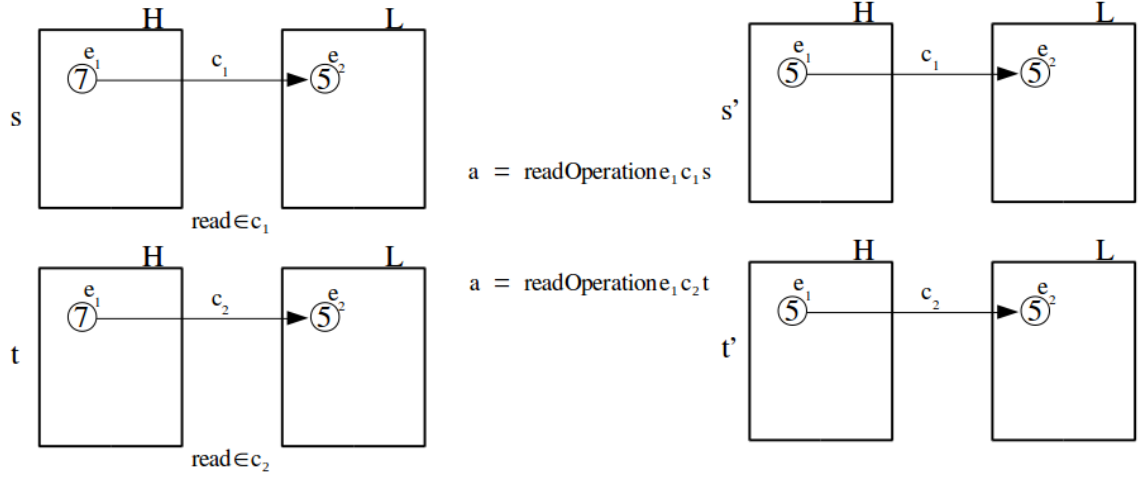 H L
e₁ c₁ e₂
7 5
s
read∈c₁
a = readOperation e₁ c₁ s
H L
e₁ c₁ e₂
5 5
s’
H L
e₁ c₂ e₂
7 5
t
read∈c₂
a = readOperation e₁ c₂ t
H L
e₁ c₂ e₂
5 5
t’